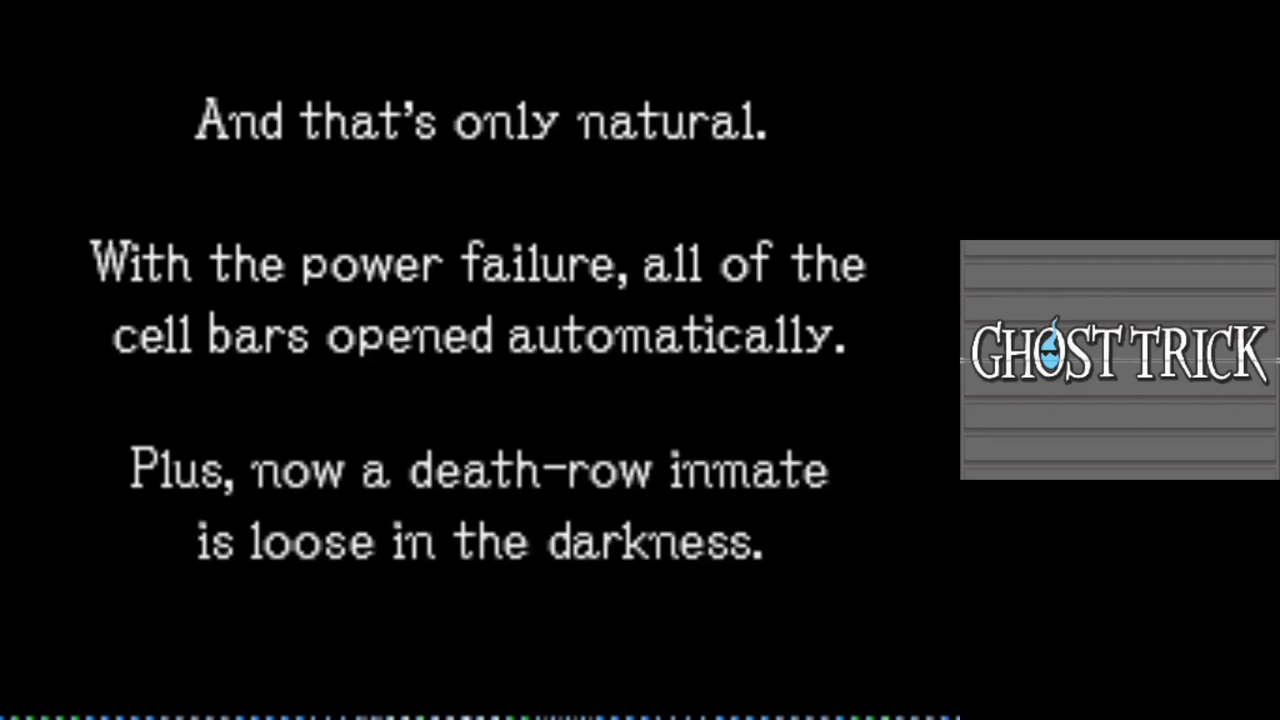 And that's only natural.
With the power failure, all of the
cell bars opened automatically.
Plus, now a death-row inmate
is loose in the darkness.
GHOST TRICK